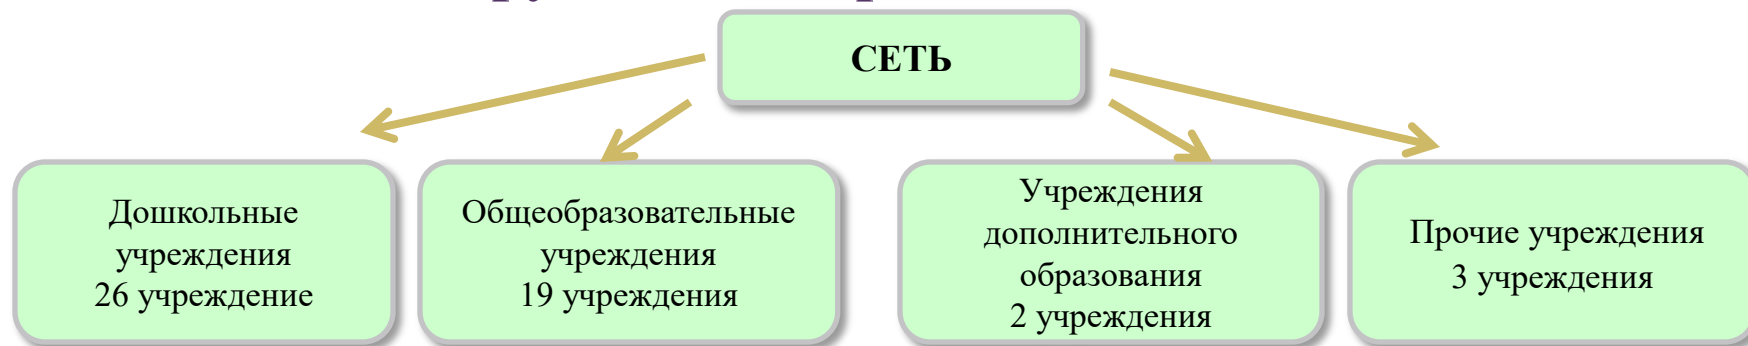 СЕТЬ
Дошкольные
учреждения
26 учреждение
Общеобразовательные
учреждения
19 учреждения
Учреждения
дополнительного
образования
2 учреждения
Прочие учреждения
3 учреждения